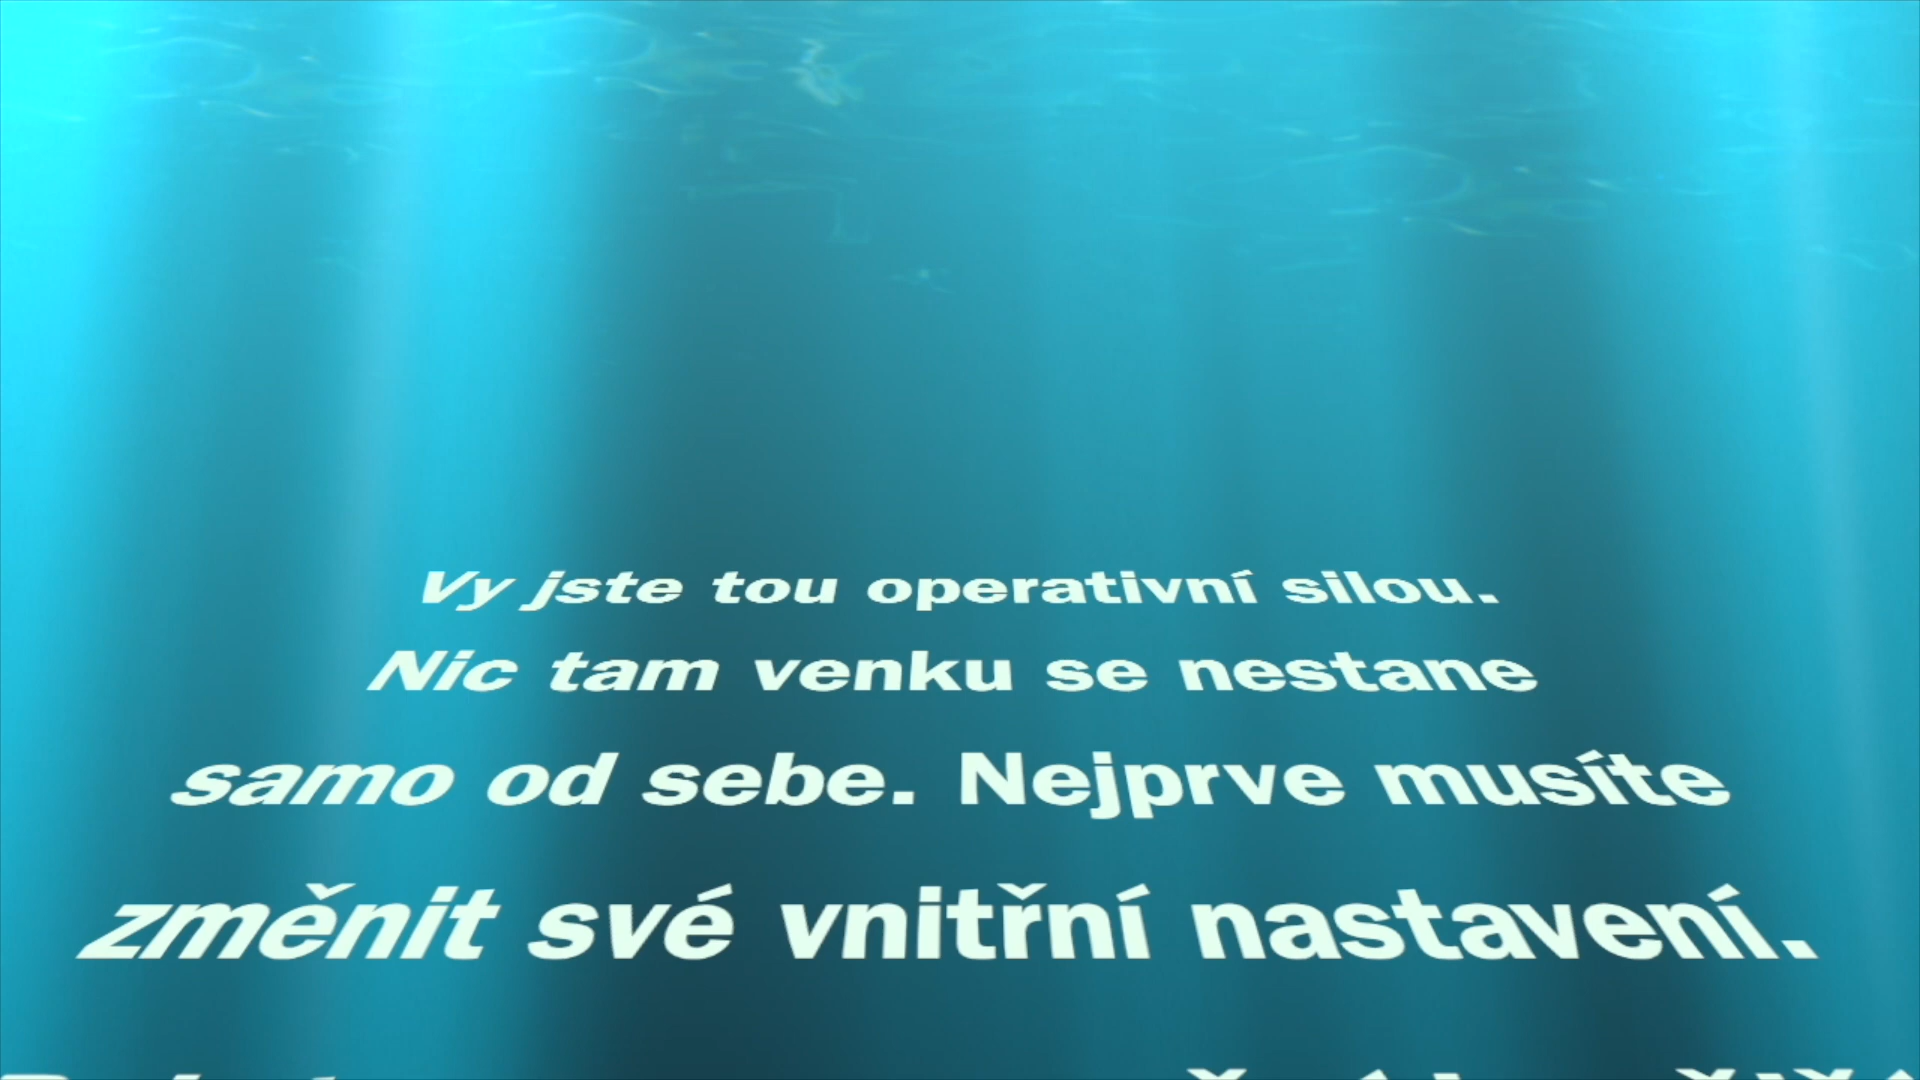 Vy jste tou operativní silou.
Nic tam venku se nestane
samo od sebe. Nejprve musíte
změnit své vnitřní nastavení.